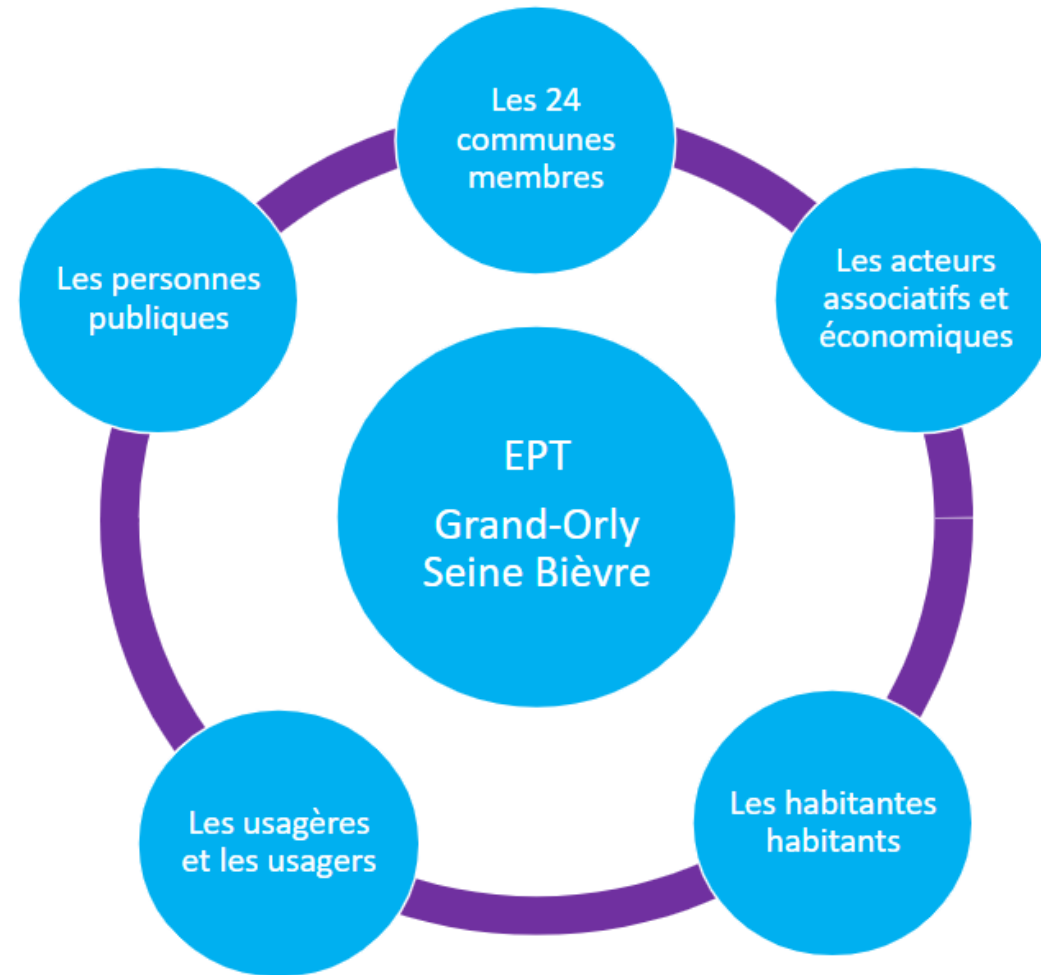 Les 24
communes
membres
Les acteurs
associatifs et
économiques
Les habitantes
habitants
Les usagères
et les usagers
Les personnes
publiques
EPT
Grand-Orly
Seine Bièvre